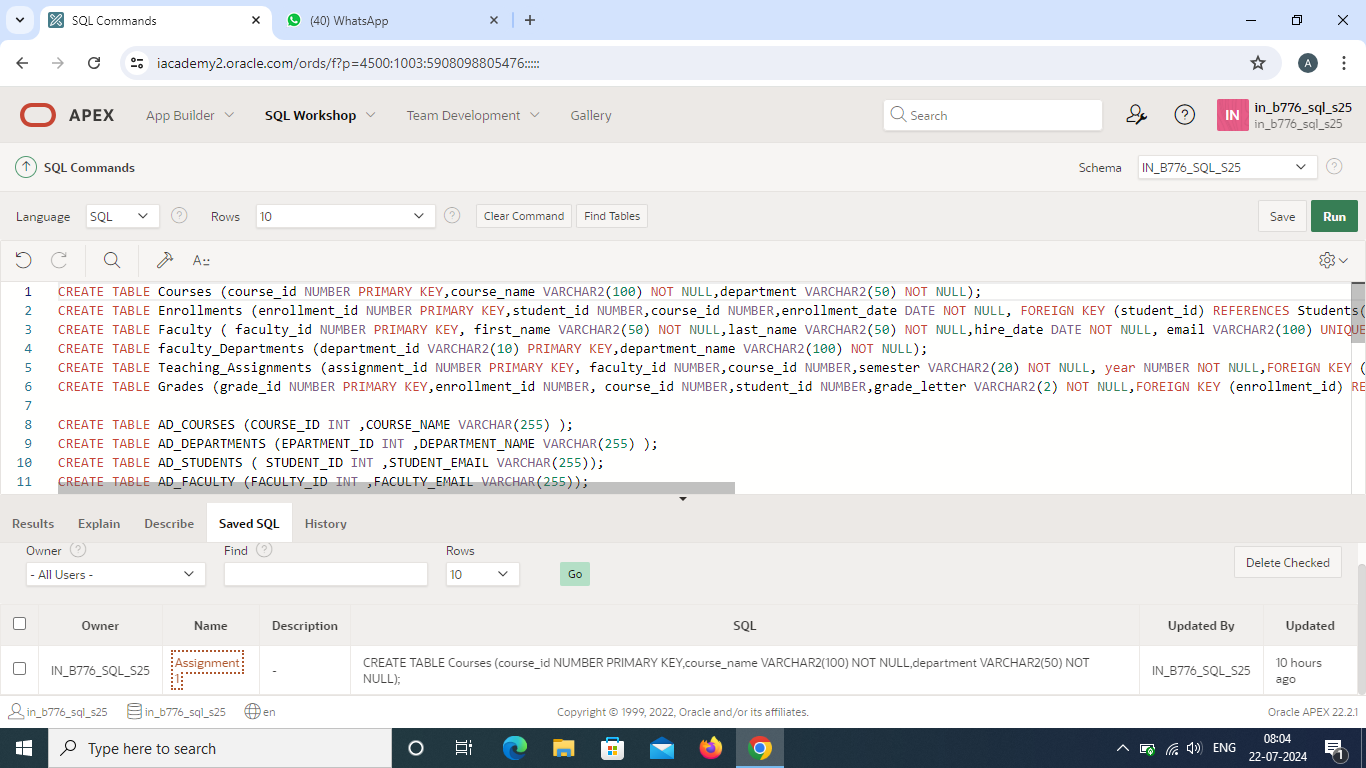 SQL Commands
(40) WhatsApp
iacademy2.oracle.com/ords/f?p=4500:1003:5908098805476:::::
A
APEX
App Builder
SQL Workshop
Team Development
Gallery
Search
IN
in_b776_sql_s25
in_b776_sql_s25
SQL Commands
Schema
IN_B776_SQL_S25
Language
SQL
Rows
10
Clear Command
Find Tables
Save
Run
A::
1 CREATE TABLE Courses (course_id NUMBER PRIMARY KEY,course_name VARCHAR2(100) NOT NULL,department VARCHAR2(50) NOT NULL);
2 CREATE TABLE Enrollments (enrollment_id NUMBER PRIMARY KEY,student_id NUMBER,course_id NUMBER,enrollment_date DATE NOT NULL, FOREIGN KEY (student_id) REFERENCES Students(
3 CREATE TABLE Faculty ( faculty_id NUMBER PRIMARY KEY, first_name VARCHAR2(50) NOT NULL,last_name VARCHAR2(50) NOT NULL,hire_date DATE NOT NULL, email VARCHAR2(100) UNIQUE
4 CREATE TABLE faculty_Departments (department_id VARCHAR2(10) PRIMARY KEY,department_name VARCHAR2(100) NOT NULL);
5 CREATE TABLE Teaching_Assignments (assignment_id NUMBER PRIMARY KEY, faculty_id NUMBER,course_id NUMBER,semester VARCHAR2(20) NOT NULL, year NUMBER NOT NULL,FOREIGN KEY (
6 CREATE TABLE Grades (grade_id NUMBER PRIMARY KEY,enrollment_id NUMBER, course_id NUMBER,student_id NUMBER,grade_letter VARCHAR2(2) NOT NULL,FOREIGN KEY (enrollment_id) RE
7
8 CREATE TABLE AD_COURSES (COURSE_ID INT ,COURSE_NAME VARCHAR(255) );
9 CREATE TABLE AD_DEPARTMENTS (EPARTMENT_ID INT ,DEPARTMENT_NAME VARCHAR(255) );
10 CREATE TABLE AD_STUDENTS ( STUDENT_ID INT ,STUDENT_EMAIL VARCHAR(255));
11 CREATE TABLE AD_FACULTY (FACULTY_ID INT ,FACULTY_EMAIL VARCHAR(255));
Results
Explain
Describe
Saved SQL
History
Owner
Find
Rows
- All Users -
10
Go
Delete Checked
Owner
Name
Description
SQL
Updated By
Updated
IN_B776_SQL_S25
Assignment
1
-
CREATE TABLE Courses (course_id NUMBER PRIMARY KEY,course_name VARCHAR2(100) NOT NULL,department VARCHAR2(50) NOT
NULL);
IN_B776_SQL_S25
10 hours
ago
in_b776_sql_s25
in_b776_sql_s25
en
Copyright © 1999, 2022, Oracle and/or its affiliates.
Oracle APEX 22.2.1
Type here to search
ENG
08:04
22-07-2024
1